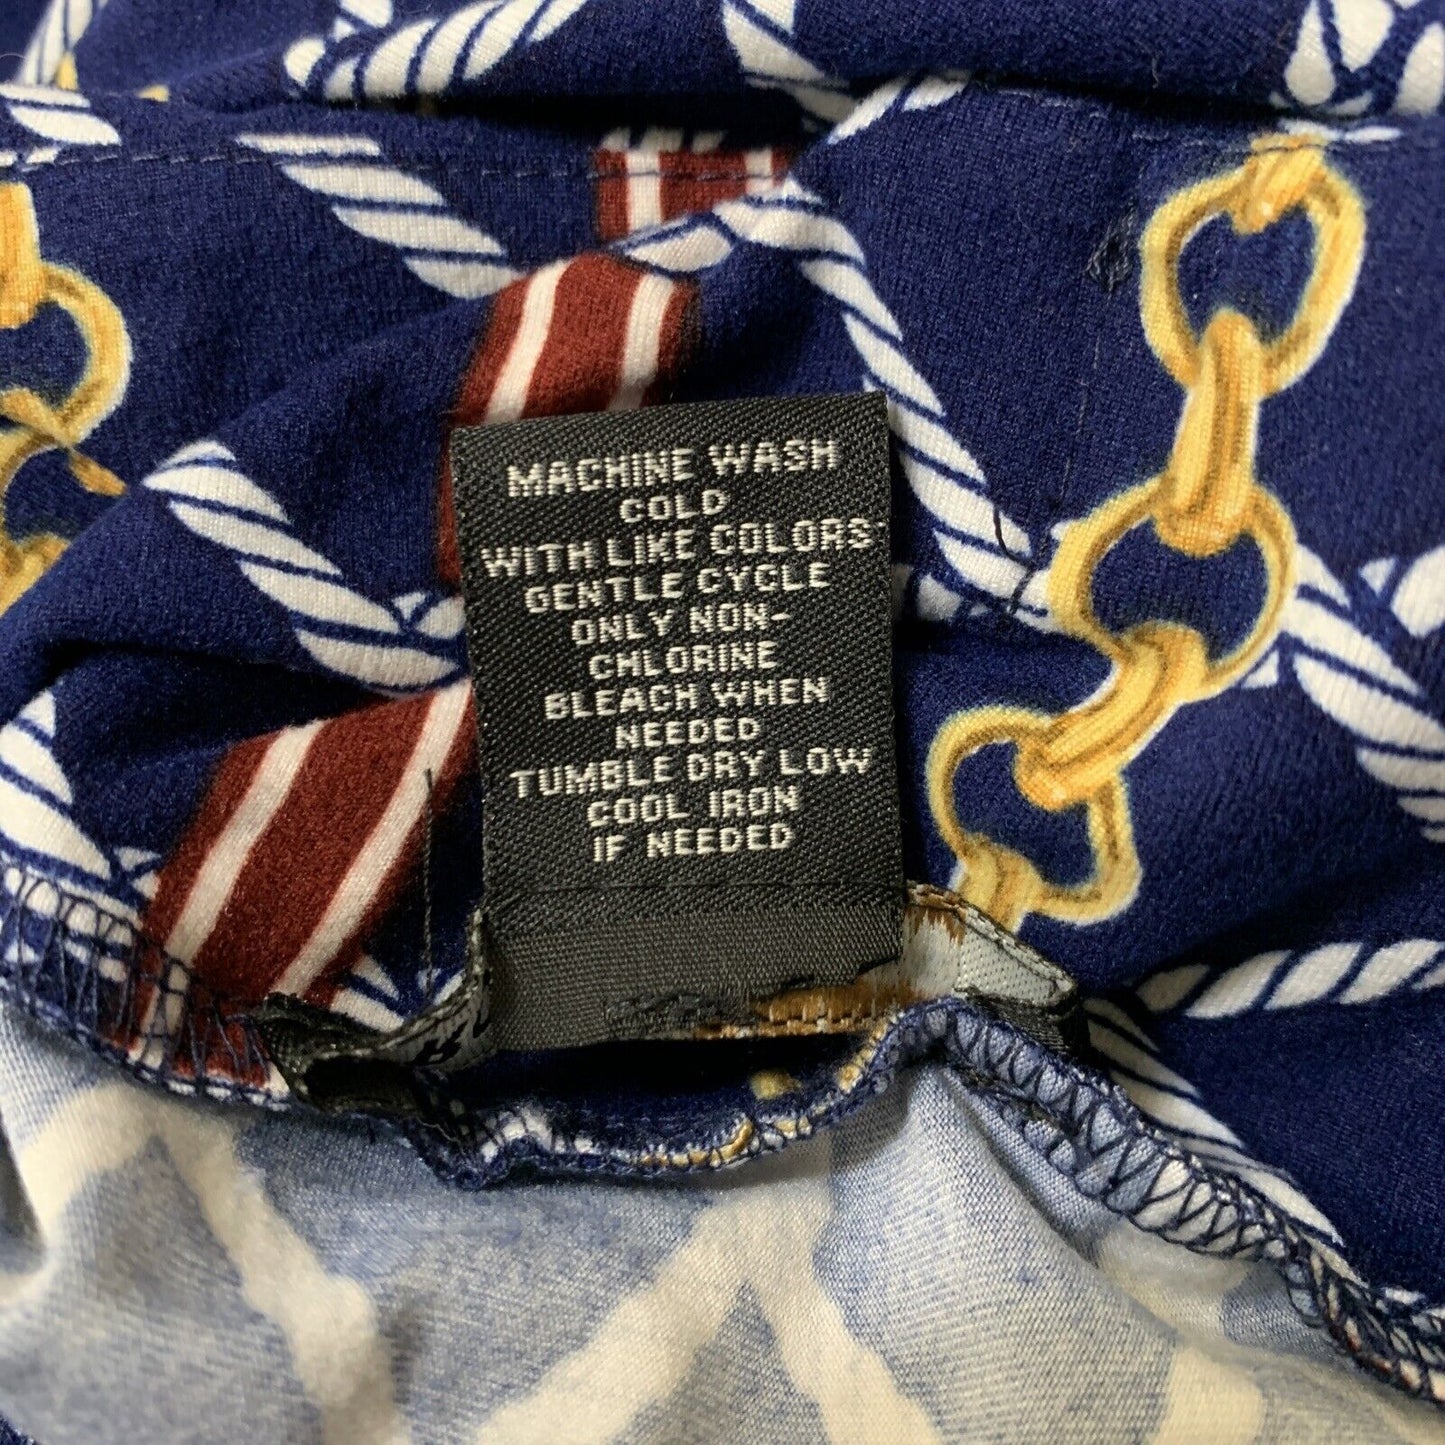 MACHINE WASH
COLD
WITH LIKE COLORS
GENTLE CYCLE
ONLY NON-
CHLORINE
BLEACH WHEN
NEEDED
TUMBLE DRY LOW
COOL IRON
IF NEEDED